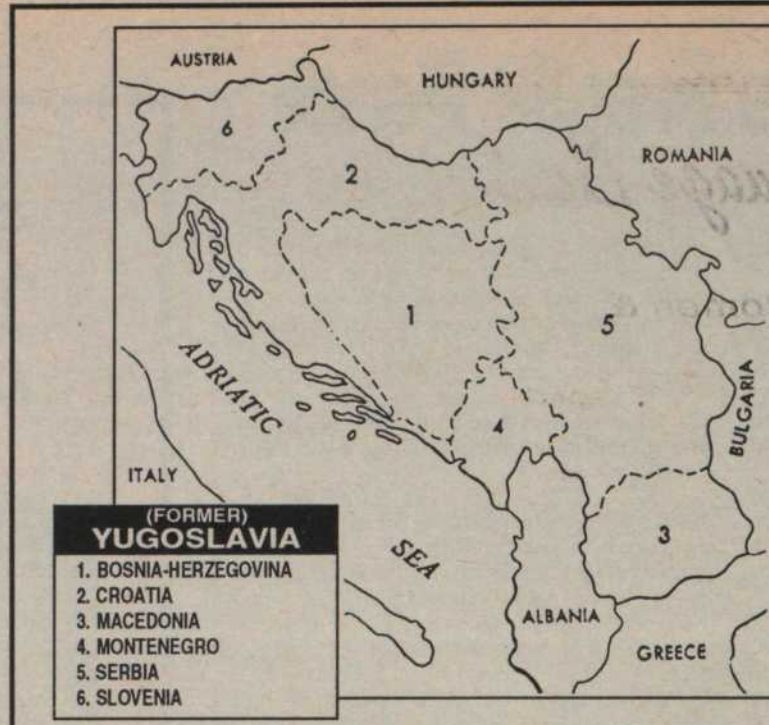 AUSTRIA
HUNGARY
ROMANIA
6
2
1
5
ADRIATIC
SEA
BULGARIA
4
ITALY
3
ALBANIA
GREECE
(FORMER)
YUGOSLAVIA
1. BOSNIA-HERZEGOVINA
2. CROATIA
3. MACEDONIA
4. MONTENEGRO
5. SERBIA
6. SLOVENIA